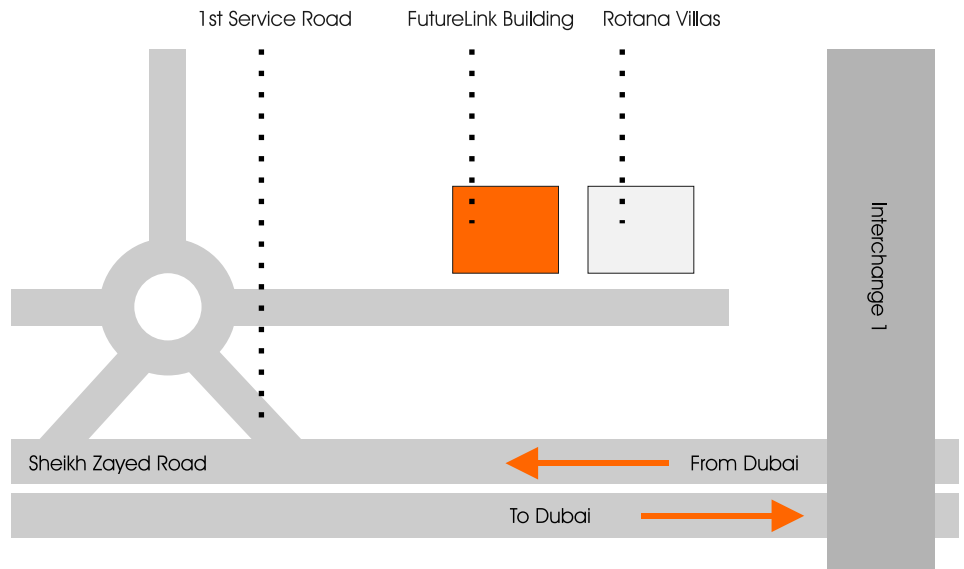 1st Service Road
FutureLink Building
Rotana Villas
Interchange 1
Sheikh Zayed Road
From Dubai
To Dubai